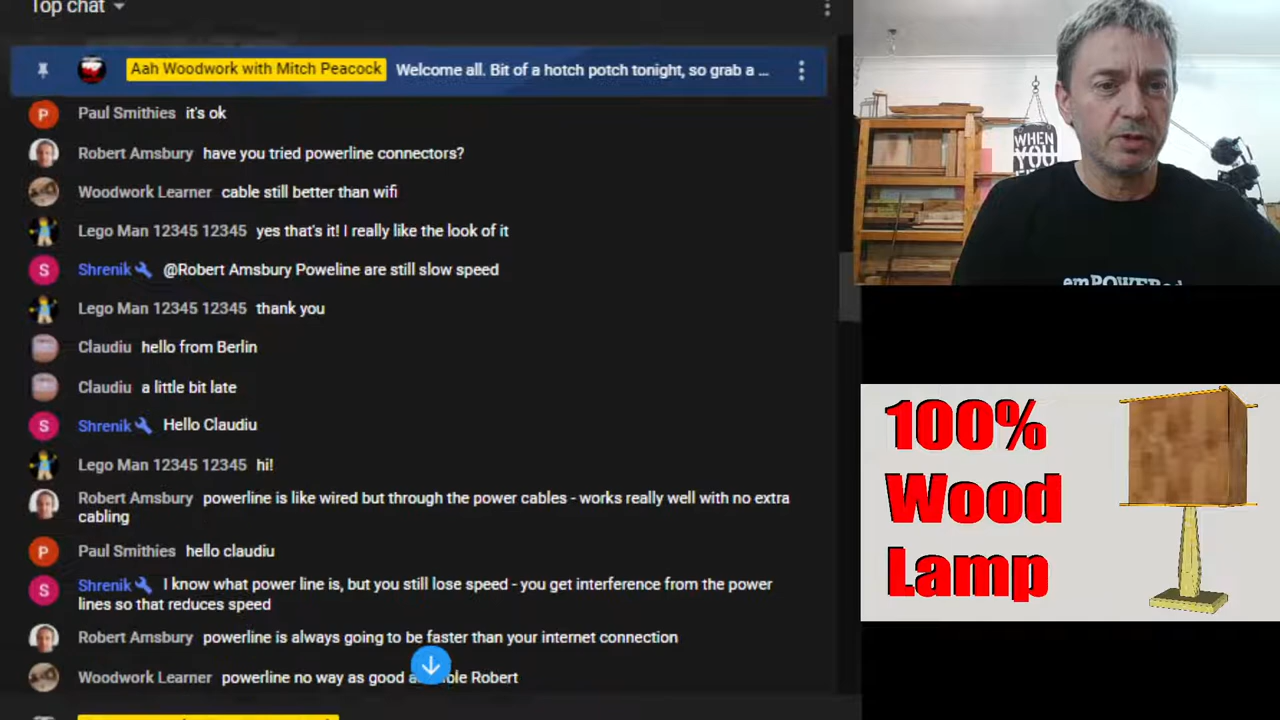 Top chat
Aah Woodwork with Mitch Peacock Welcome all. Bit of a hotch potch tonight, so grab a ...
Paul Smithies it's ok
Robert Amsbury have you tried powerline connectors?
Woodwork Learner cable still better than wifi
Lego Man 12345 12345 yes that's it! I really like the look of it
S Shrenik @Robert Amsbury Poweline are still slow speed
Lego Man 12345 12345 thank you
Claudiu hello from Berlin
Claudiu a little bit late
S Shrenik Hello Claudiu
Lego Man 12345 12345 hi!
Robert Amsbury powerline is like wired but through the power cables - works really well with no extra
cabling
P Paul Smithies hello claudiu
S Shrenik I know what power line is, but you still lose speed - you get interference from the power
lines so that reduces speed
Robert Amsbury powerline is always going to be faster than your internet connection
Woodwork Learner powerline no way as good Robert
WHEN
YOU
emPOWERed
100%
Wood
Lamp